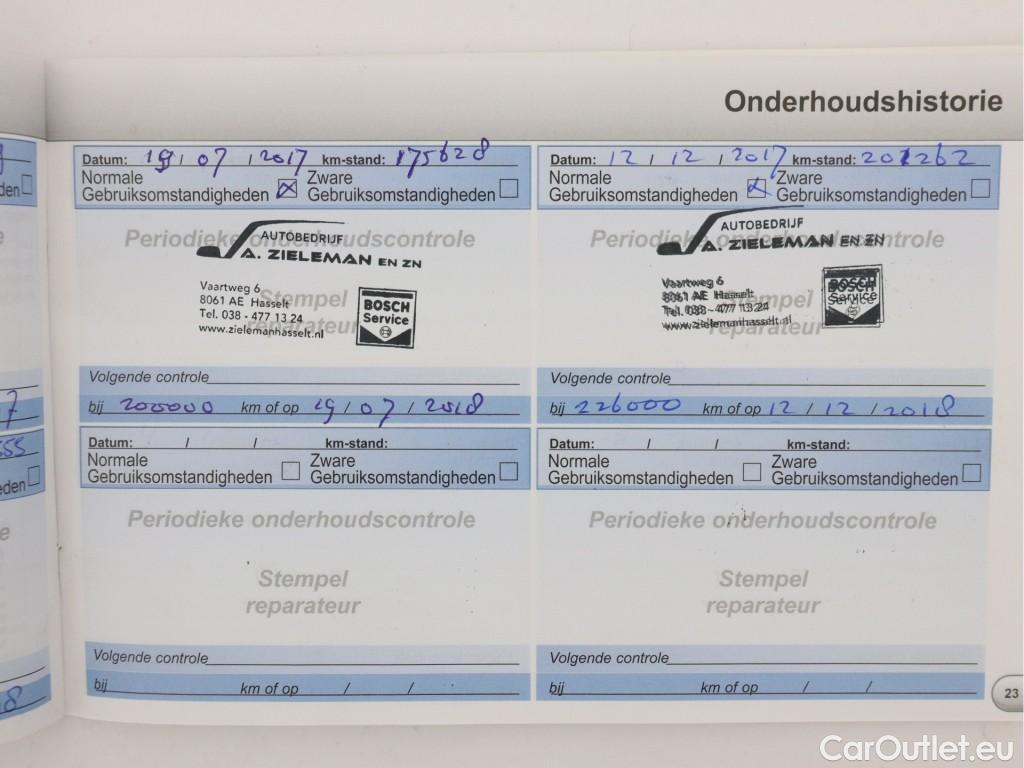 Onderhoudshistorie
Datum: 19 / 07 / 2017 km-stand: 175628
Normale Gebruiksomstandigheden
Zware Gebruiksomstandigheden
Periodieke onderhoudscontrole
AUTOBEDRIJF
A. ZIELEMAN EN ZN
Stempel
reparateur
Vaartweg 6
8061 AE Hasselt
Tel. 038 - 477 13 24
www.zielemanhasselt.nl
BOSCH
Service
Volgende controle
bij 200000 km of op 19 / 07 / 2018
Datum: 12 / 12 / 2017 km-stand: 201262
Normale Gebruiksomstandigheden
Zware Gebruiksomstandigheden
Periodieke onderhoudscontrole
AUTOBEDRIJF
A. ZIELEMAN EN ZN
Stempel
reparateur
Vaartweg 6
8061 AE Hasselt
Tel. 038 - 477 13 24
www.zielemanhasselt.nl
BOSCH
Service
Volgende controle
bij 226000 km of op 12 / 12 / 2018
Datum: / / km-stand:
Normale Gebruiksomstandigheden
Zware Gebruiksomstandigheden
Periodieke onderhoudscontrole
Stempel
reparateur
Volgende controle
bij km of op / /
Datum: / / km-stand:
Normale Gebruiksomstandigheden
Zware Gebruiksomstandigheden
Periodieke onderhoudscontrole
Stempel
reparateur
Volgende controle
bij km of op / /
23
CarOutlet.eu